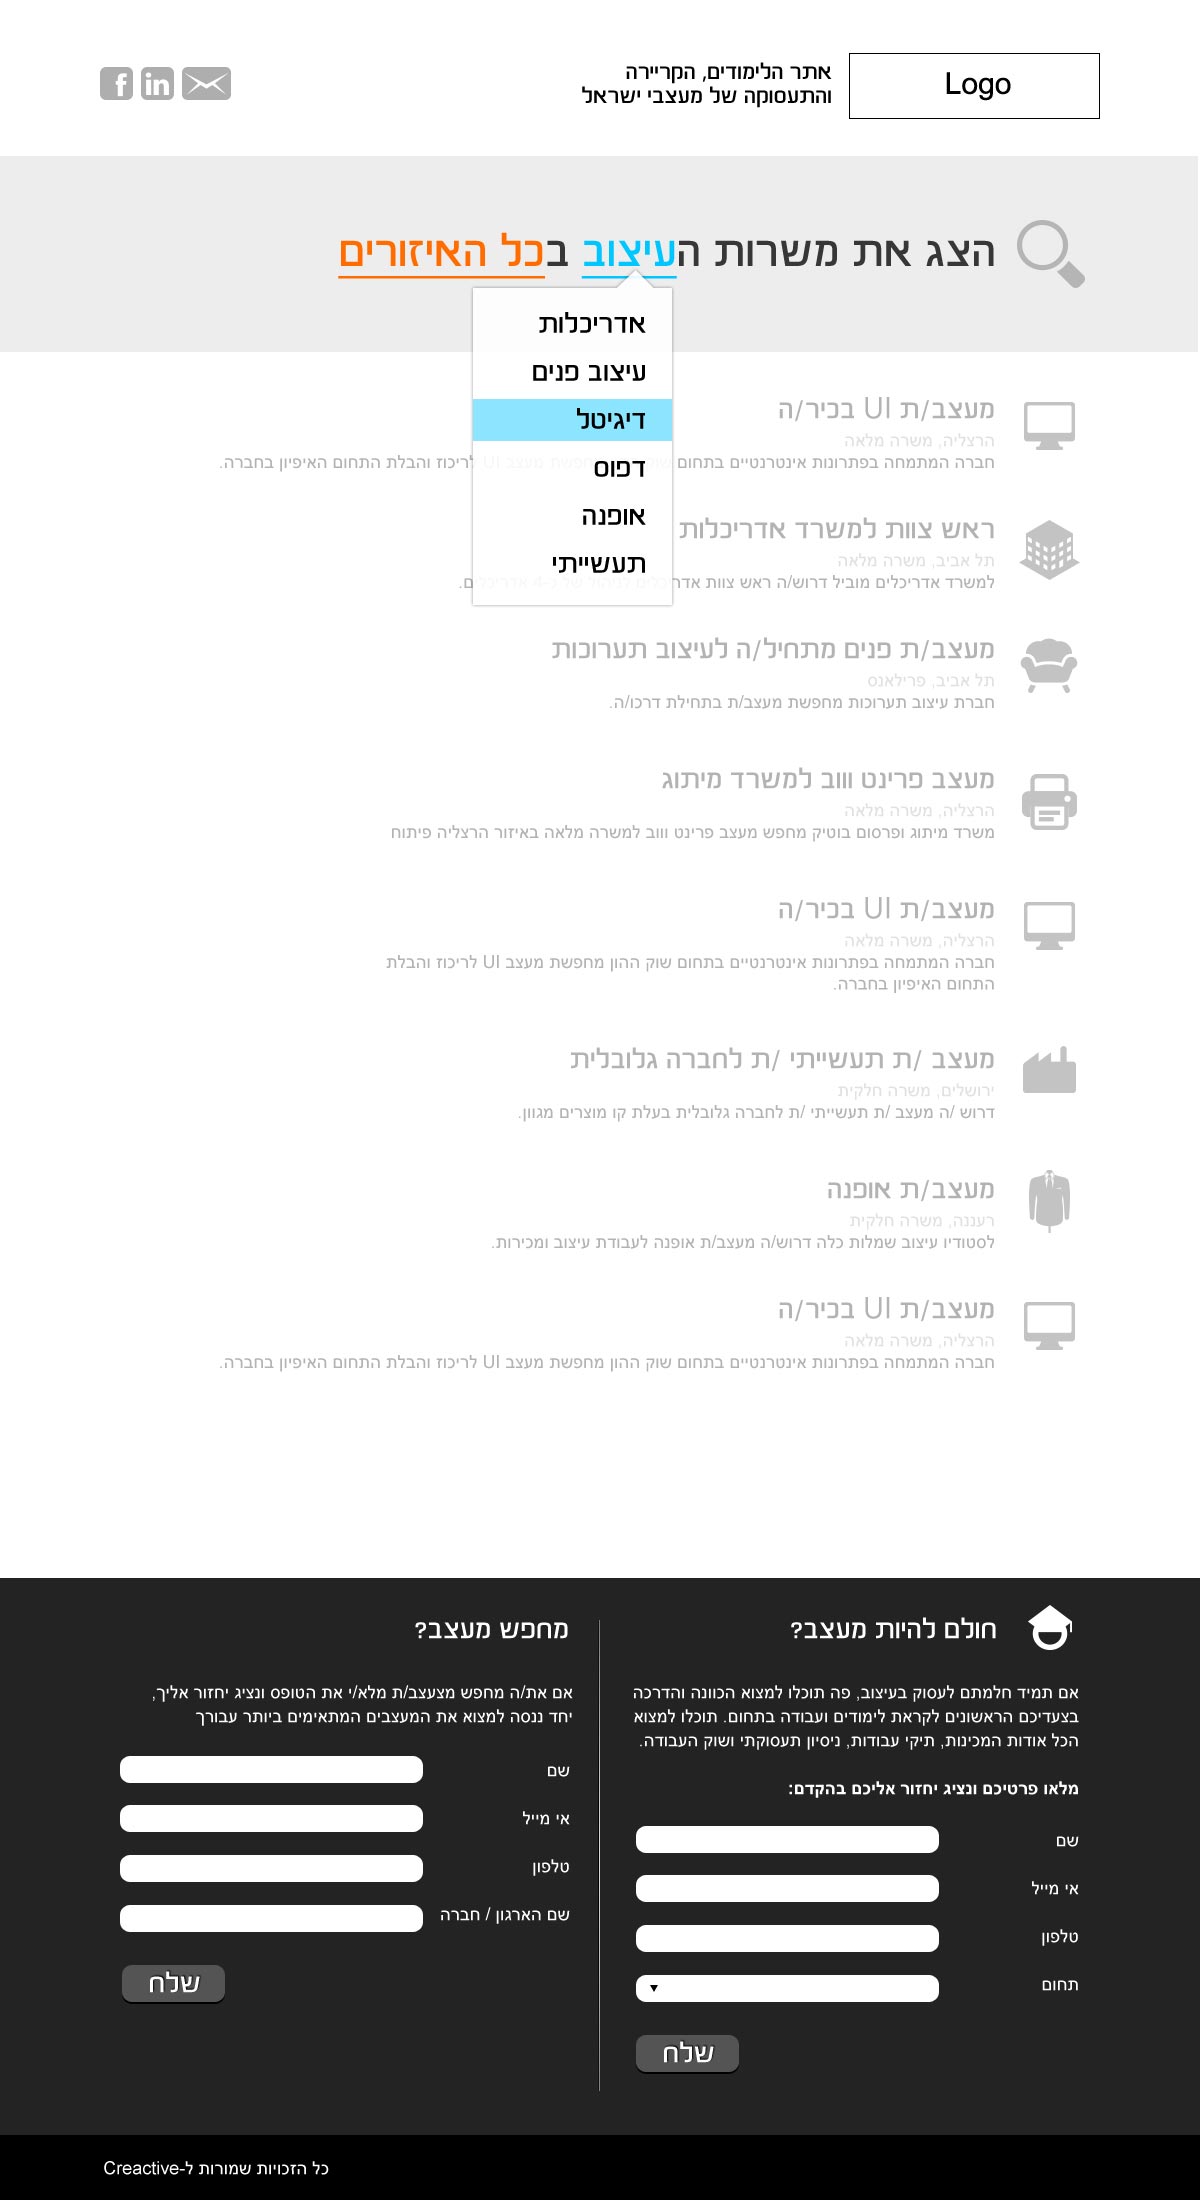 Logo
אתר הלימודים, הקריירה
והתעסוקה של מעצבי ישראל
הצג את משרות העיצוב בכל האיזורים
אדריכלות
עיצוב פנים
דיגיטל
דפוס
אופנה
תעשייתי
מעצב/ת UI בכיר/ה
הרצליה, משרה מלאה
חברה המתמחה בפתרונות אינטרנטיים בתחום שוק ההון מחפשת מעצב UI לריכוז והבלת התחום האיפיון בחברה.
ראש צוות למשרד אדריכלות
תל אביב, משרה מלאה
למשרד אדריכלים מוביל דרוש/ה ראש צוות אדריכלים לניהול של כ-4 אדריכלים.
מעצב/ת פנים מתחיל/ה לעיצוב תערוכות
תל אביב, פרילאנס
חברת עיצוב תערוכות מחפשת מעצב/ת בתחילת דרכו/ה.
מעצב פרינט וווב למשרד מיתוג
הרצליה, משרה מלאה
משרד מיתוג ופרסום בוטיק מחפש מעצב פרינט וווב למשרה מלאה באיזור הרצליה פיתוח
מעצב/ת UI בכיר/ה
הרצליה, משרה מלאה
חברה המתמחה בפתרונות אינטרנטיים בתחום שוק ההון מחפשת מעצב UI לריכוז והבלת
התחום האיפיון בחברה.
מעצב /ת תעשייתי /ת לחברה גלובלית
ירושלים, משרה חלקית
דרוש /ה מעצב /ת תעשייתי /ת לחברה גלובלית בעלת קו מוצרים מגוון.
מעצב/ת אופנה
רעננה, משרה חלקית
לסטודיו עיצוב שמלות כלה דרוש/ה מעצב/ת אופנה לעבודת עיצוב ומכירות.
מעצב/ת UI בכיר/ה
הרצליה, משרה מלאה
חברה המתמחה בפתרונות אינטרנטיים בתחום שוק ההון מחפשת מעצב UI לריכוז והבלת התחום האיפיון בחברה.
חולם להיות מעצב?
אם תמיד חלמתם לעסוק בעיצוב, פה תוכלו למצוא הכוונה והדרכה
בצעדיכם הראשונים לקראת לימודים ועבודה בתחום. תוכלו למצוא
הכל אודות המכינות, תיקי עבודות, ניסיון תעסוקתי ושוק העבודה.
מלאו פרטיכם ונציג יחזור אליכם בהקדם:
שם
אי מייל
טלפון
תחום
שלח
מחפש מעצב?
אם את/ה מחפש מצעצב/ת מלא/י את הטופס ונציג יחזור אליך,
יחד ננסה למצוא את המעצבים המתאימים ביותר עבורך
שם
אי מייל
טלפון
שם הארגון / חברה
שלח
כל הזכויות שמורות ל-Creactive